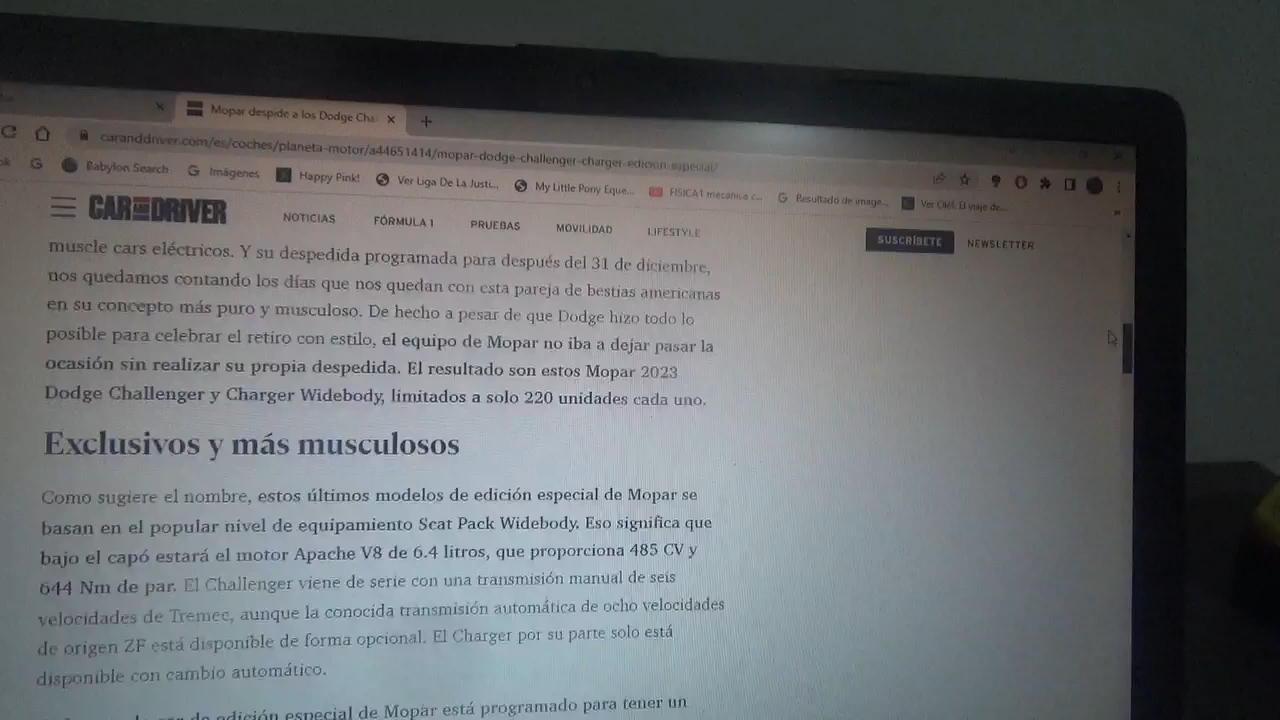 Mopar despide a los Dodge Cha
caranddriver.com/es/coches/planeta-motor/a44651414/mopar-dodge-challenger-charger-edicion-especial/
ok
Babylon Search
Imágenes
Happy Pink!
Ver Liga De La Justi...
My Little Pony Eque...
FISICA1 mecanica c...
Resultado de image...
CAR AND DRIVER
NOTICIAS
FÓRMULA 1
PRUEBAS
MOVILIDAD
LIFESTYLE
SUSCRÍBETE
NEWSLETTER
muscle cars eléctricos. Y su despedida programada para después del 31 de diciembre,
nos quedamos contando los días que nos quedan con esta pareja de bestias americanas
en su concepto más puro y musculoso. De hecho a pesar de que Dodge hizo todo lo
posible para celebrar el retiro con estilo, el equipo de Mopar no iba a dejar pasar la
ocasión sin realizar su propia despedida. El resultado son estos Mopar 2023
Dodge Challenger y Charger Widebody, limitados a solo 220 unidades cada uno.
Exclusivos y más musculosos
Como sugiere el nombre, estos últimos modelos de edición especial de Mopar se
basan en el popular nivel de equipamiento Scat Pack Widebody. Eso significa que
bajo el capó estará el motor Apache V8 de 6.4 litros, que proporciona 485 CV y
644 Nm de par. El Challenger viene de serie con una transmisión manual de seis
velocidades de Tremec, aunque la conocida transmisión automática de ocho velocidades
de origen ZF está disponible de forma opcional. El Charger por su parte solo está
disponible con cambio automático.
de edición especial de Mopar está programado para tener un